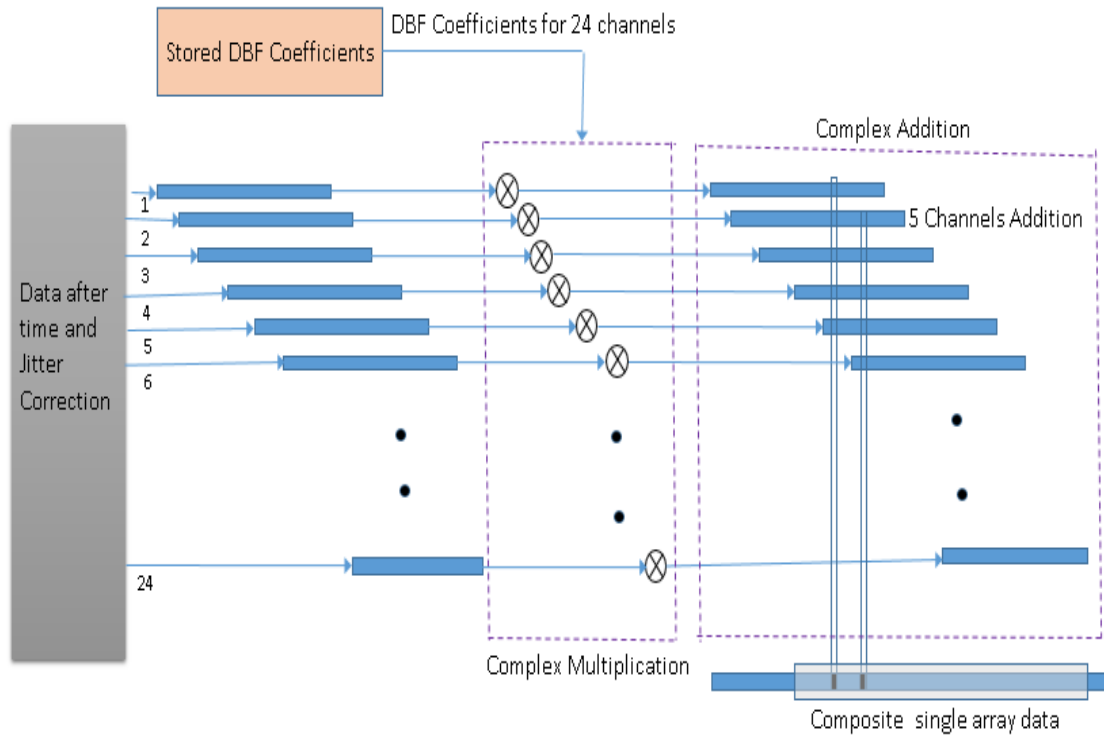 DBF Coefficients for 24 channels
Stored DBF Coefficients
Complex Addition
1
5 Channels Addition
2
3
Data after
time and
Jitter
Correction
4
5
6
24
Complex Multiplication
Composite single array data